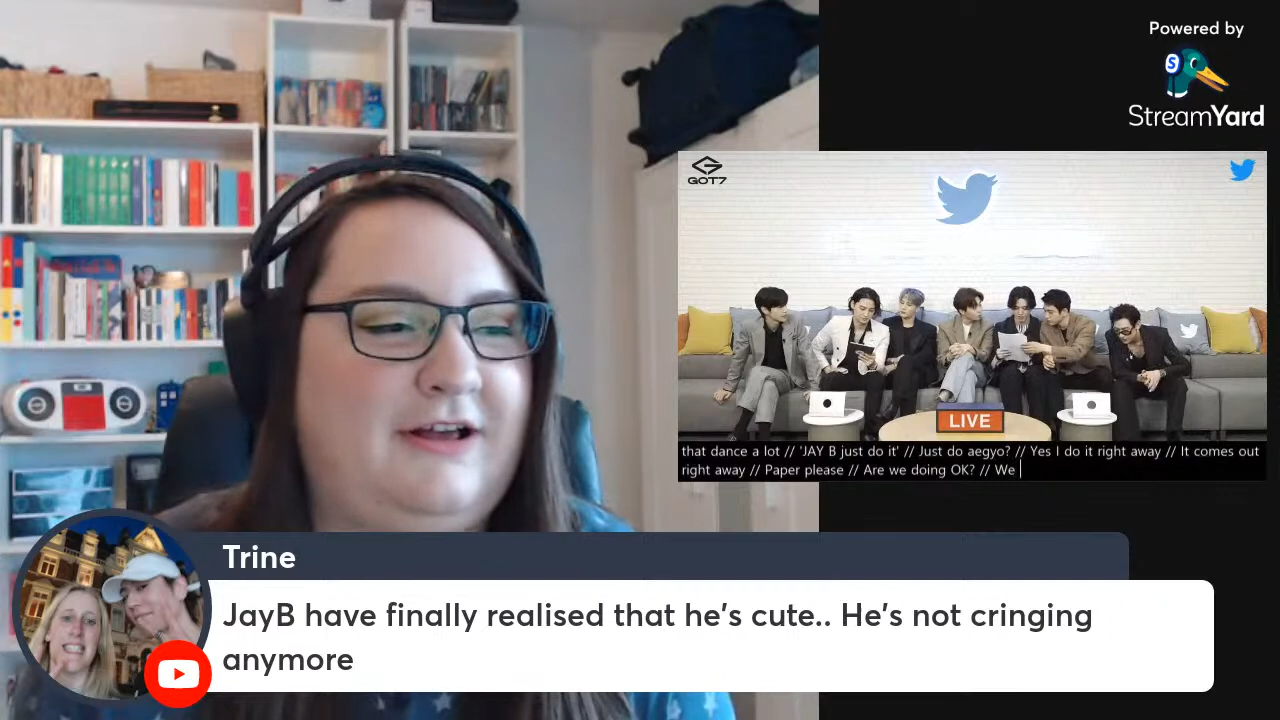 Powered by
StreamYard
GOT7
LIVE
that dance a lot // 'JAY B just do it' // Just do aegyo? // Yes I do it right away // It comes out
right away // Paper please // Are we doing OK? // We
Trine
JayB have finally realised that he's cute.. He's not cringing
anymore